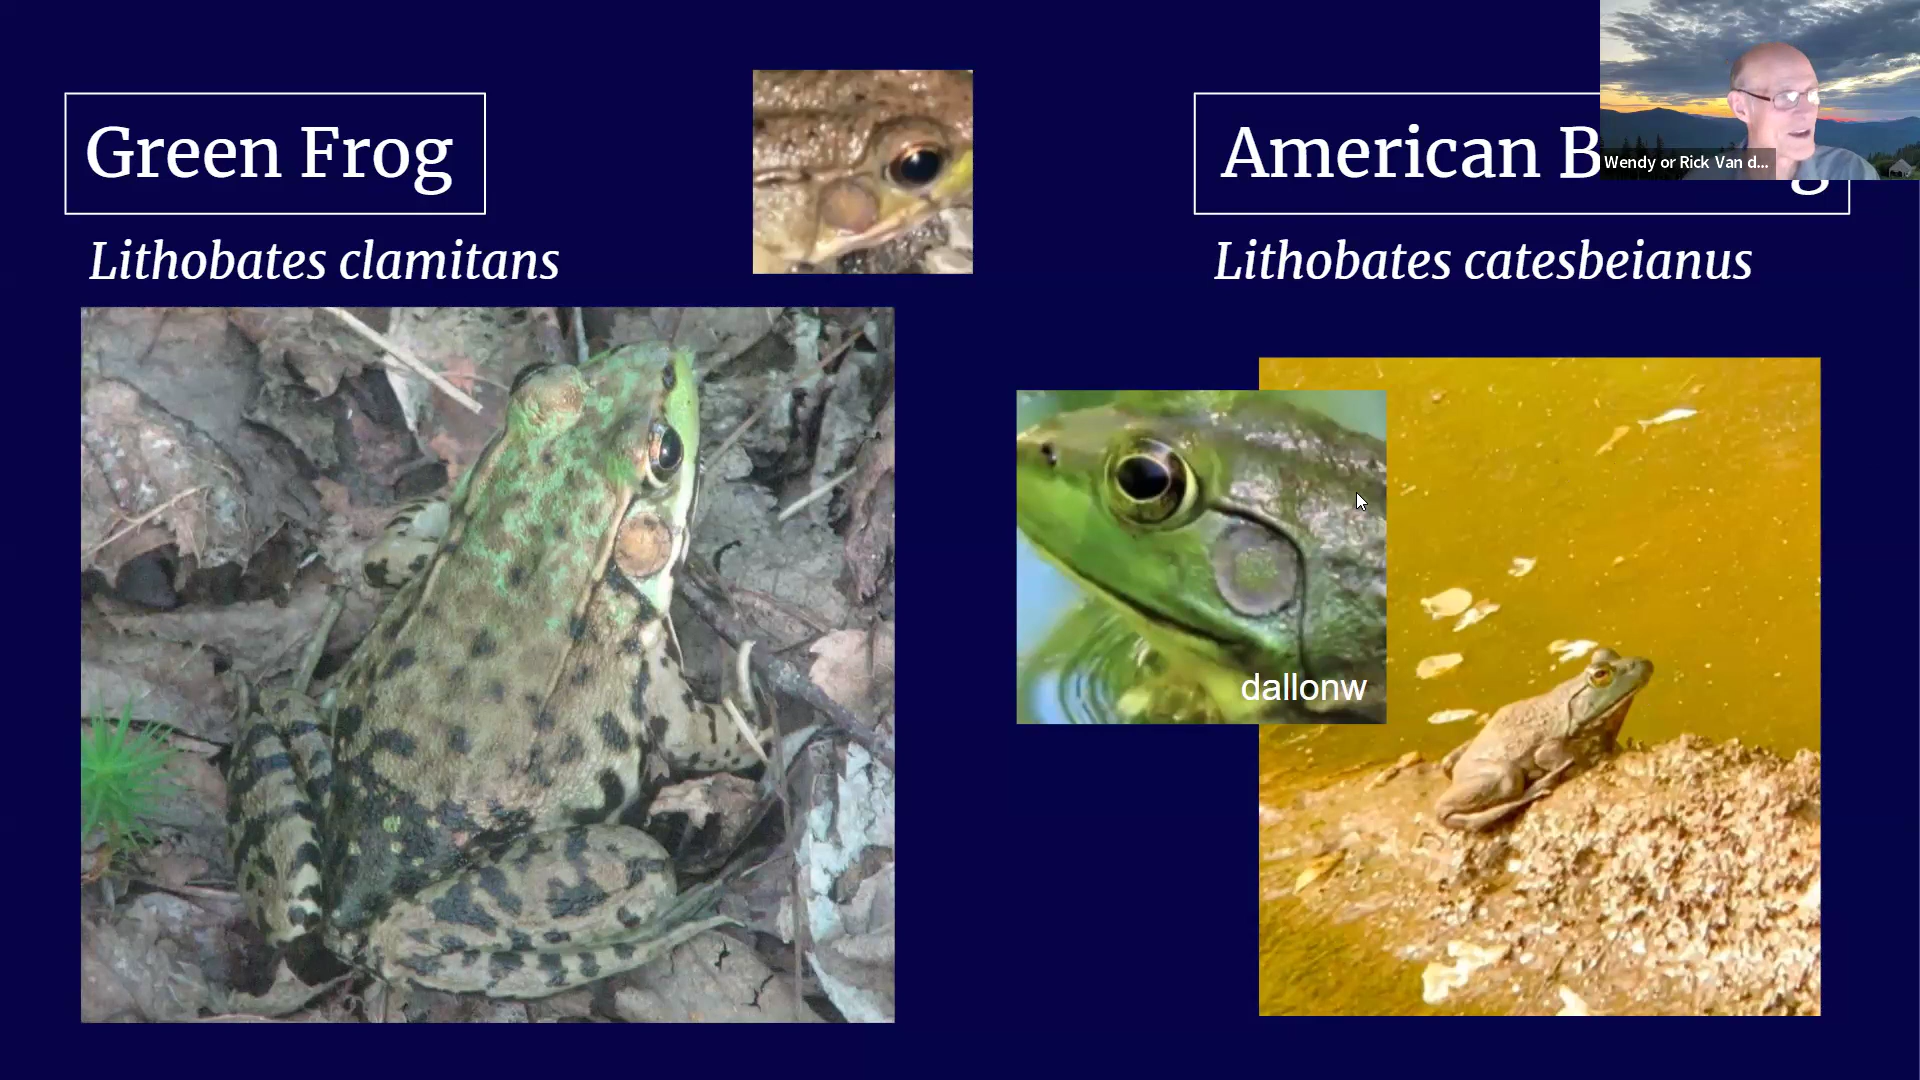 Green Frog
American B
Wendy or Rick Van d...
Lithobates clamitans
Lithobates catesbeianus
dallonw